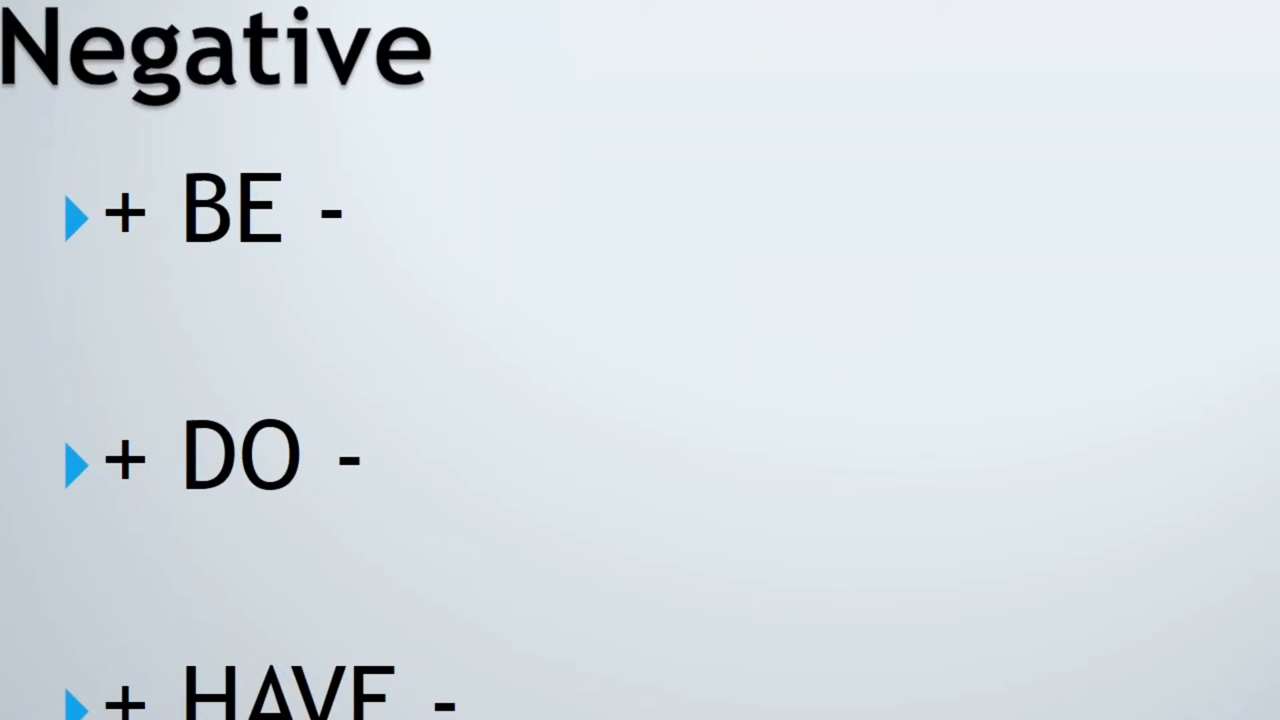 Negative
+ BE -
+ DO -
+ HAVE -